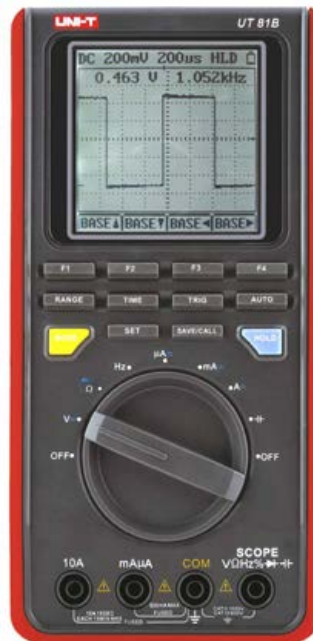 UNI-T UT 81B
DC 200mV 200us HLD
0.463 V 1.052kHz
BASE▲ BASE▼ BASE◀ BASE▶
F1 F2 F3 F4
RANGE TIME TRIG AUTO
SET SAVE/CALL HOLD
µA
Hz mA
Ω A
V
OFF OFF
SCOPE
10A mAµA COM VΩHz%